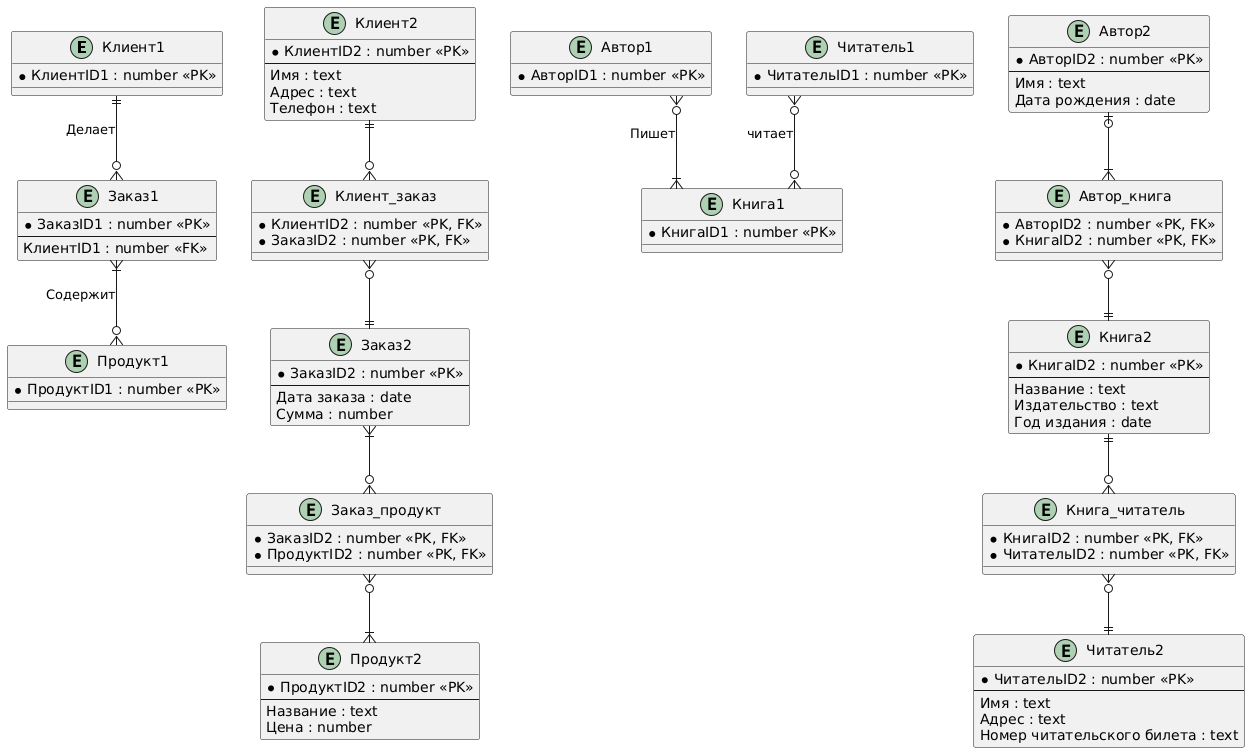 E Клиент1
* КлиентID1 : number «PK»
Делает
E Заказ1
* ЗаказID1 : number «PK»
КлиентID1 : number «FK»
Содержит
E Продукт1
* ПродуктID1 : number «PK»
E Клиент2
* КлиентID2 : number «PK»
Имя : text
Адрес : text
Телефон : text
E Клиент_заказ
* КлиентID2 : number «PK, FK»
* ЗаказID2 : number «PK, FK»
E Заказ2
* ЗаказID2 : number «PK»
Дата заказа : date
Сумма : number
E Заказ_продукт
* ЗаказID2 : number «PK, FK»
* ПродуктID2 : number «PK, FK»
E Продукт2
* ПродуктID2 : number «PK»
Название : text
Цена : number
E Автор1
* АвторID1 : number «PK»
Пишет
E Читатель1
* ЧитательID1 : number «PK»
читает
E Книга1
* КнигаID1 : number «PK»
E Автор2
* АвторID2 : number «PK»
Имя : text
Дата рождения : date
E Автор_книга
* АвторID2 : number «PK, FK»
* КнигаID2 : number «PK, FK»
E Книга2
* КнигаID2 : number «PK»
Название : text
Издательство : text
Год издания : date
E Книга_читатель
* КнигаID2 : number «PK, FK»
* ЧитательID2 : number «PK, FK»
E Читатель2
* ЧитательID2 : number «PK»
Имя : text
Адрес : text
Номер читательского билета : text